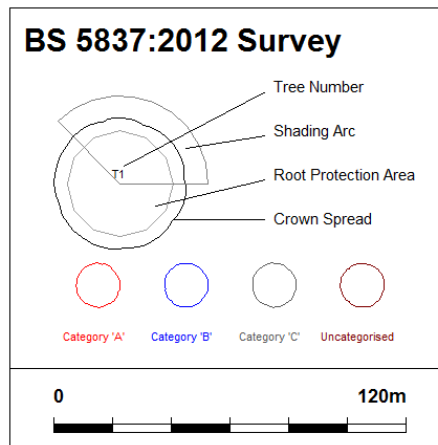 BS 5837:2012 Survey
Tree Number
Shading Arc
T1
Root Protection Area
Crown Spread
Category 'A'
Category 'B'
Category 'C'
Uncategorised
0
120m